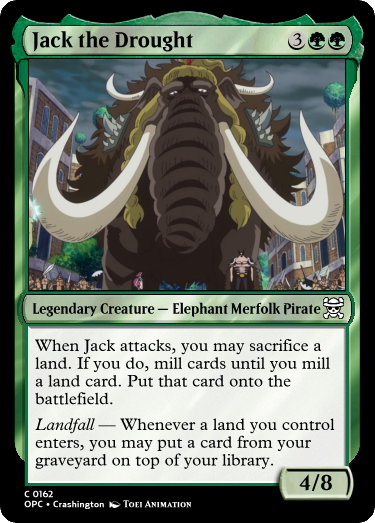 Jack the Drought 3
Legendary Creature — Elephant Merfolk Pirate
When Jack attacks, you may sacrifice a
land. If you do, mill cards until you mill
a land card. Put that card onto the
battlefield.
Landfall — Whenever a land you control
enters, you may put a card from your
graveyard on top of your library.
4/8
C 0162
OPC • Crashington TOEI ANIMATION